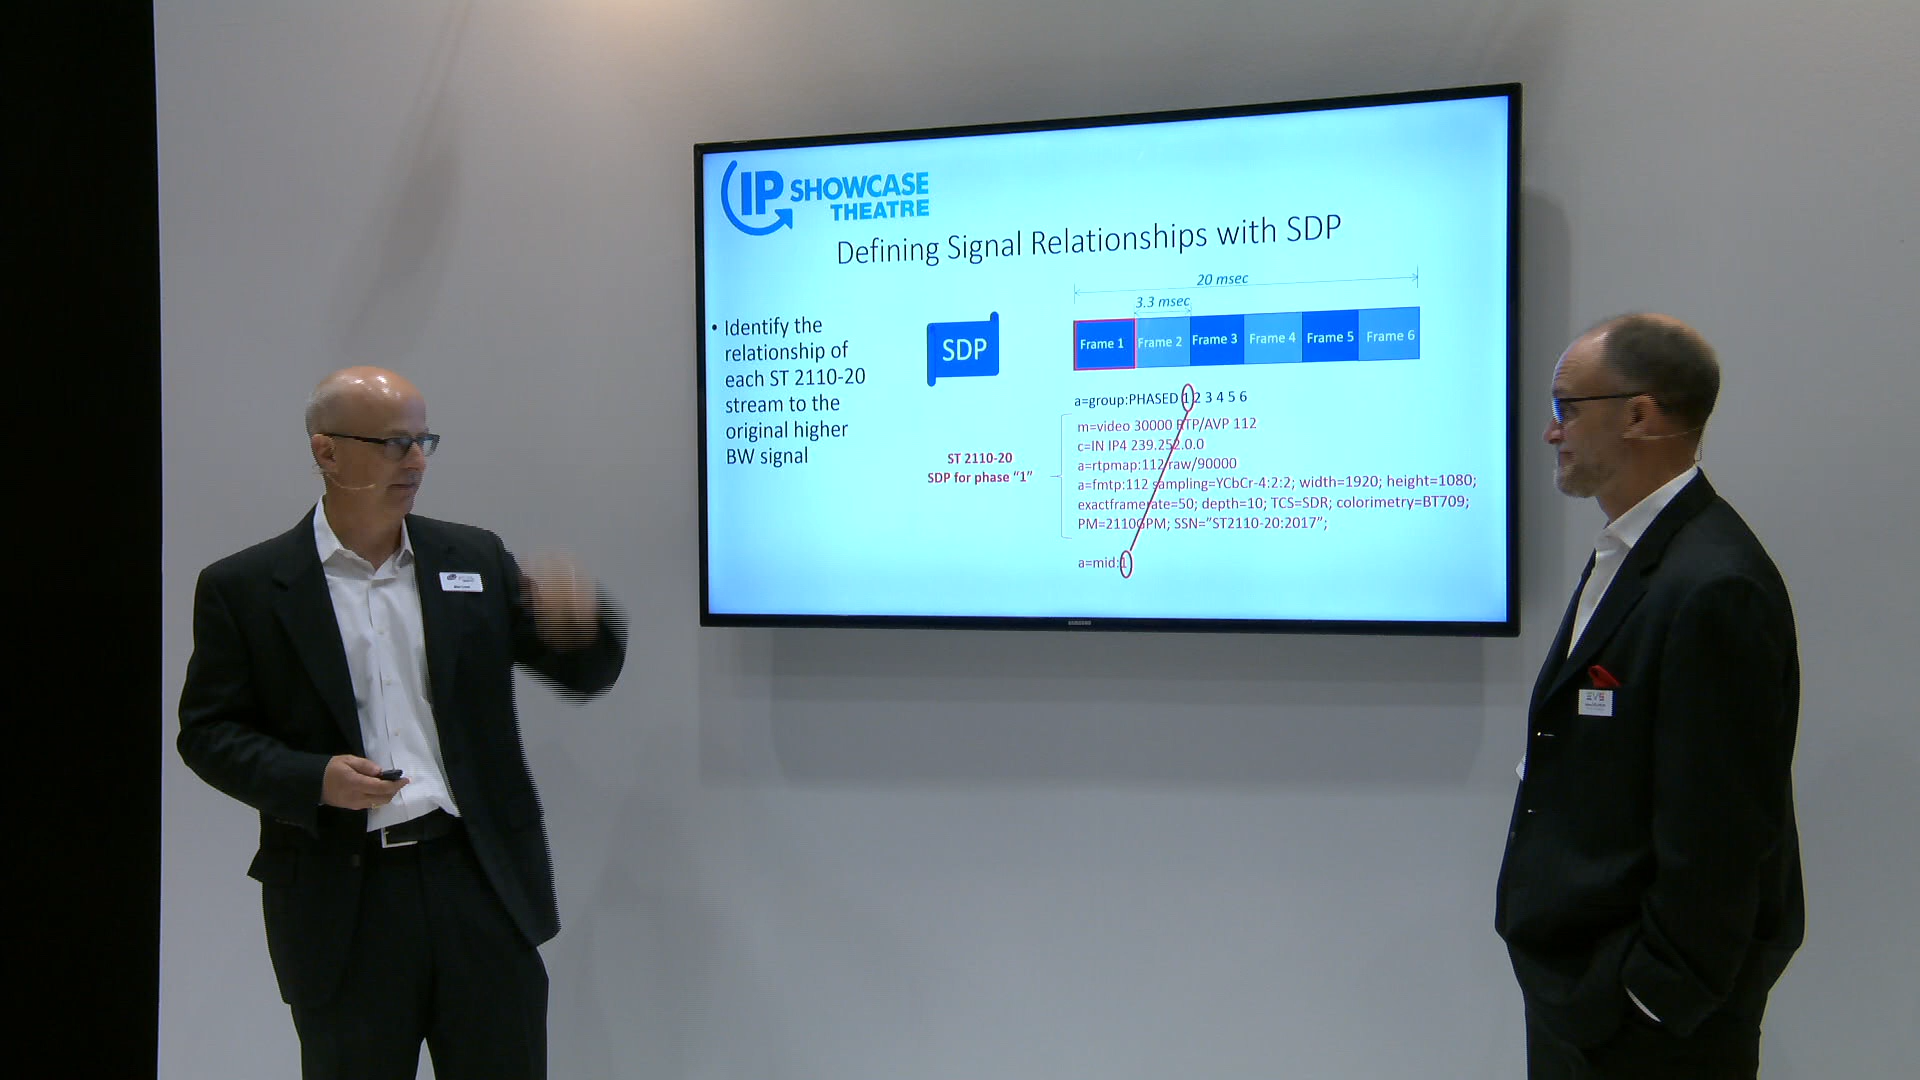 IP SHOWCASE
THEATRE
Defining Signal Relationships with SDP
20 msec
3.3 msec
• Identify the
relationship of
each ST 2110-20
stream to the
original higher
BW signal
SDP
Frame 1 Frame 2 Frame 3 Frame 4 Frame 5 Frame 6
a=group:PHASED 1 2 3 4 5 6
ST 2110-20
SDP for phase “1”
m=video 30000 RTP/AVP 112
c=IN IP4 239.252.0.0
a=rtpmap:112 raw/90000
a=fmtp:112 sampling=YCbCr-4:2:2; width=1920; height=1080;
exactframerate=50; depth=10; TCS=SDR; colorimetry=BT709;
PM=2110GPM; SSN=”ST2110-20:2017”;
a=mid:1
SAMSUNG
EVS